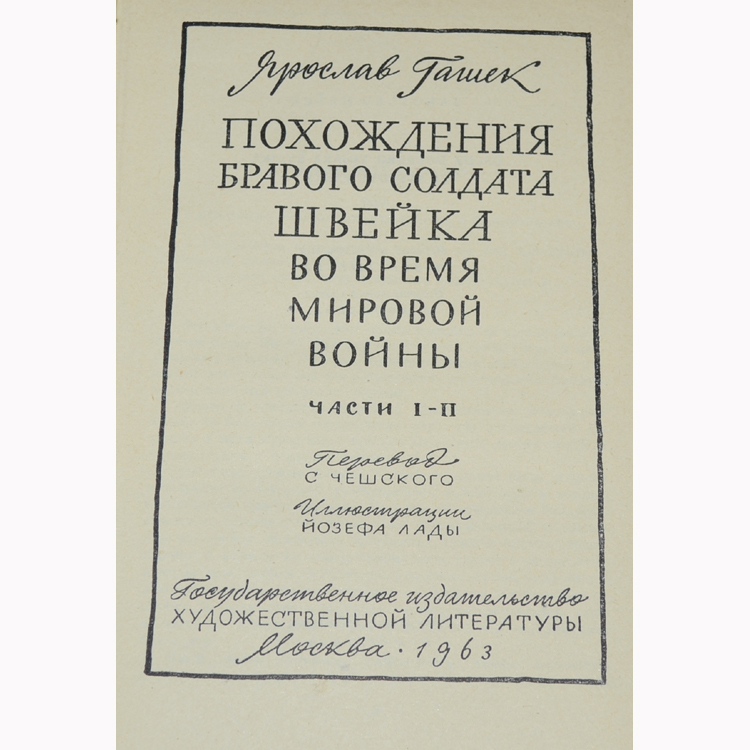 Ярослав Гашек
ПОХОЖДЕНИЯ
БРАВОГО СОЛДАТА
ШВЕЙКА
ВО ВРЕМЯ
МИРОВОЙ
ВОЙНЫ
ЧАСТИ I-II
Перевод
С ЧЕШСКОГО
Иллюстрации
ЙОЗЕФА ЛАДЫ
Государственное издательство
ХУДОЖЕСТВЕННОЙ ЛИТЕРАТУРЫ
Москва · 1963